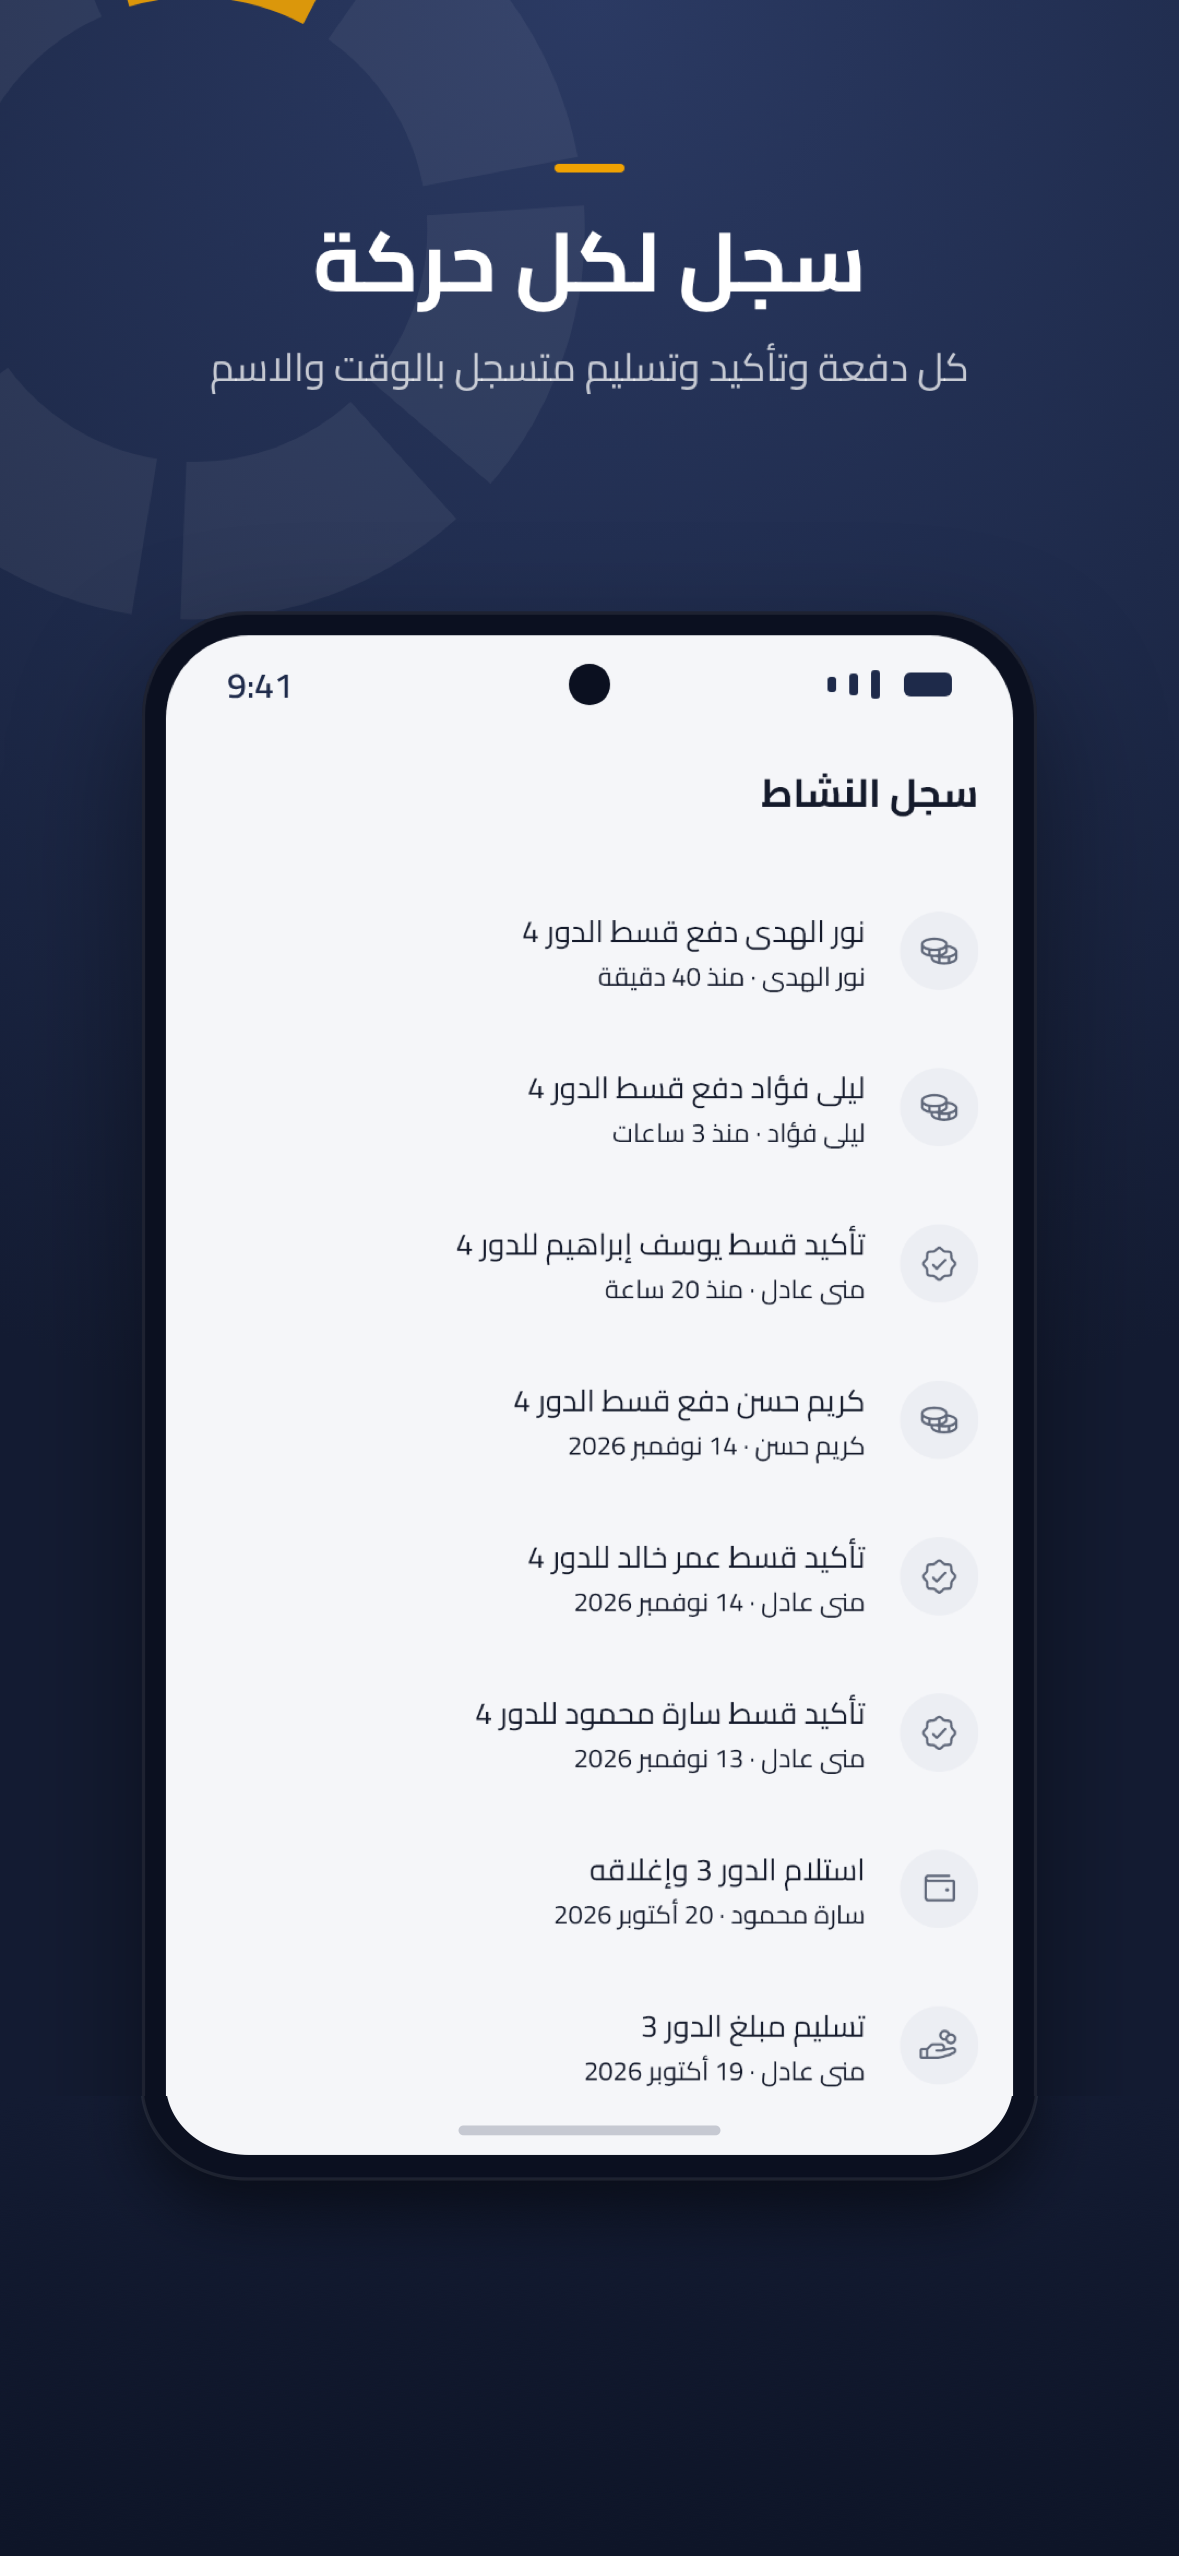 سجل لكل حركة
كل دفعة وتأكيد وتسليم متسجل بالوقت والاسم
9:41
سجل النشاط
نور الهدى دفع قسط الدور 4
نور الهدى · منذ 40 دقيقة
ليلى فؤاد دفع قسط الدور 4
ليلى فؤاد · منذ 3 ساعات
تأكيد قسط يوسف إبراهيم للدور 4
منى عادل · منذ 20 ساعة
كريم حسن دفع قسط الدور 4
كريم حسن · 14 نوفمبر 2026
تأكيد قسط عمر خالد للدور 4
منى عادل · 14 نوفمبر 2026
تأكيد قسط سارة محمود للدور 4
منى عادل · 13 نوفمبر 2026
استلام الدور 3 وإغلاقه
سارة محمود · 20 أكتوبر 2026
تسليم مبلغ الدور 3
منى عادل · 19 أكتوبر 2026